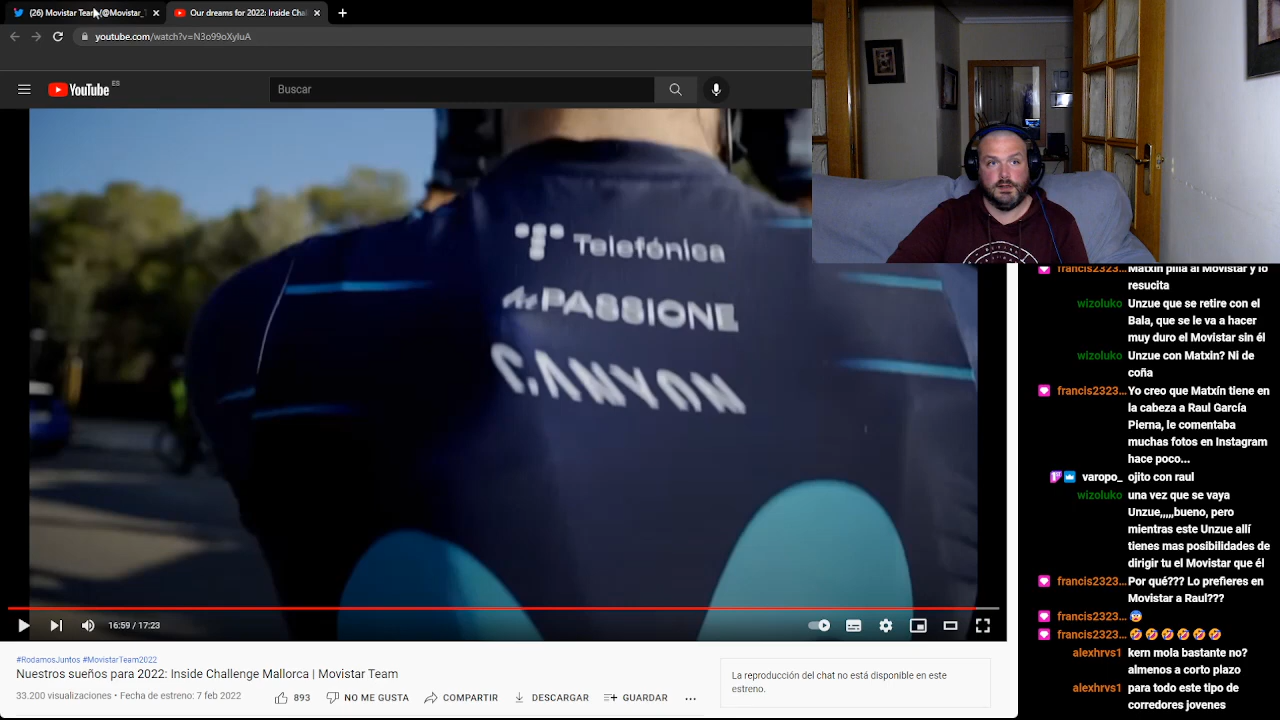 (26) Movistar Team (@Movistar_T
Our dreams for 2022: Inside Chal
youtube.com/watch?v=N3o99oXyIuA
YouTube ES
Buscar
Telefónica
LA PASSIONE
CANYON
16:59 / 17:23
#RodamosJuntos #MovistarTeam2022
Nuestros sueños para 2022: Inside Challenge Mallorca | Movistar Team
33.200 visualizaciones • Fecha de estreno: 7 feb 2022
893
NO ME GUSTA
COMPARTIR
DESCARGAR
GUARDAR
La reproducción del chat no está disponible en este
estreno.
francis2323... Matxin pilla al Movistar y lo
resucita
wizoluko Unzue que se retire con el
Bala, que se le va a hacer
muy duro el Movistar sin él
wizoluko Unzue con Matxin? Ni de
coña
francis2323... Yo creo que Matxín tiene en
la cabeza a Raul García
Pierna, le comentaba
muchas fotos en Instagram
hace poco...
varopo_ ojito con raul
wizoluko una vez que se vaya
Unzue,,,,,bueno, pero
mientras este Unzue allí
tienes mas posibilidades de
dirigir tu el Movistar que él
francis2323... Por qué??? Lo prefieres en
Movistar a Raul???
francis2323... 😰
francis2323... 🤣🤣🤣🤣🤣🤣
alexhrvs1 kern mola bastante no?
almenos a corto plazo
alexhrvs1 para todo este tipo de
corredores jovenes